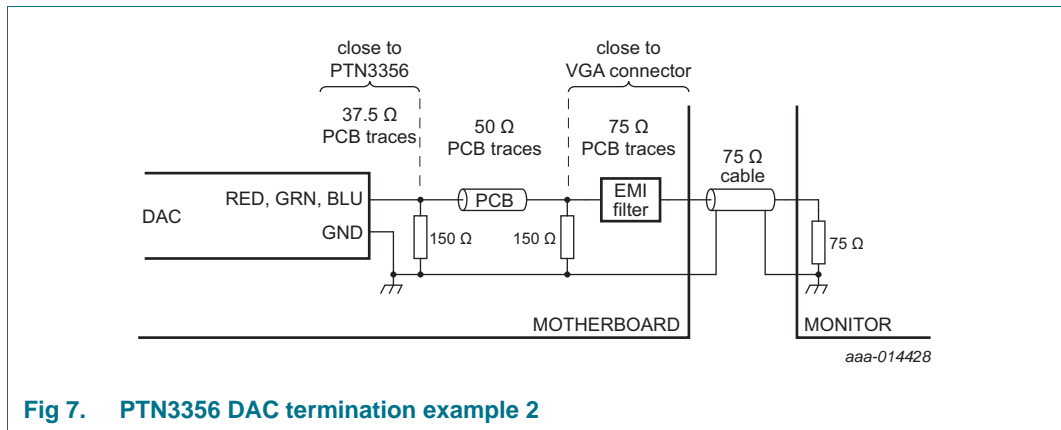 close to
PTN3356
close to
VGA connector
37.5 Ω
PCB traces
50 Ω
PCB traces
75 Ω
PCB traces
75 Ω
cable
DAC
RED, GRN, BLU
PCB
EMI
filter
GND
150 Ω
150 Ω
75 Ω
MOTHERBOARD
MONITOR
aaa-014428
Fig 7. PTN3356 DAC termination example 2